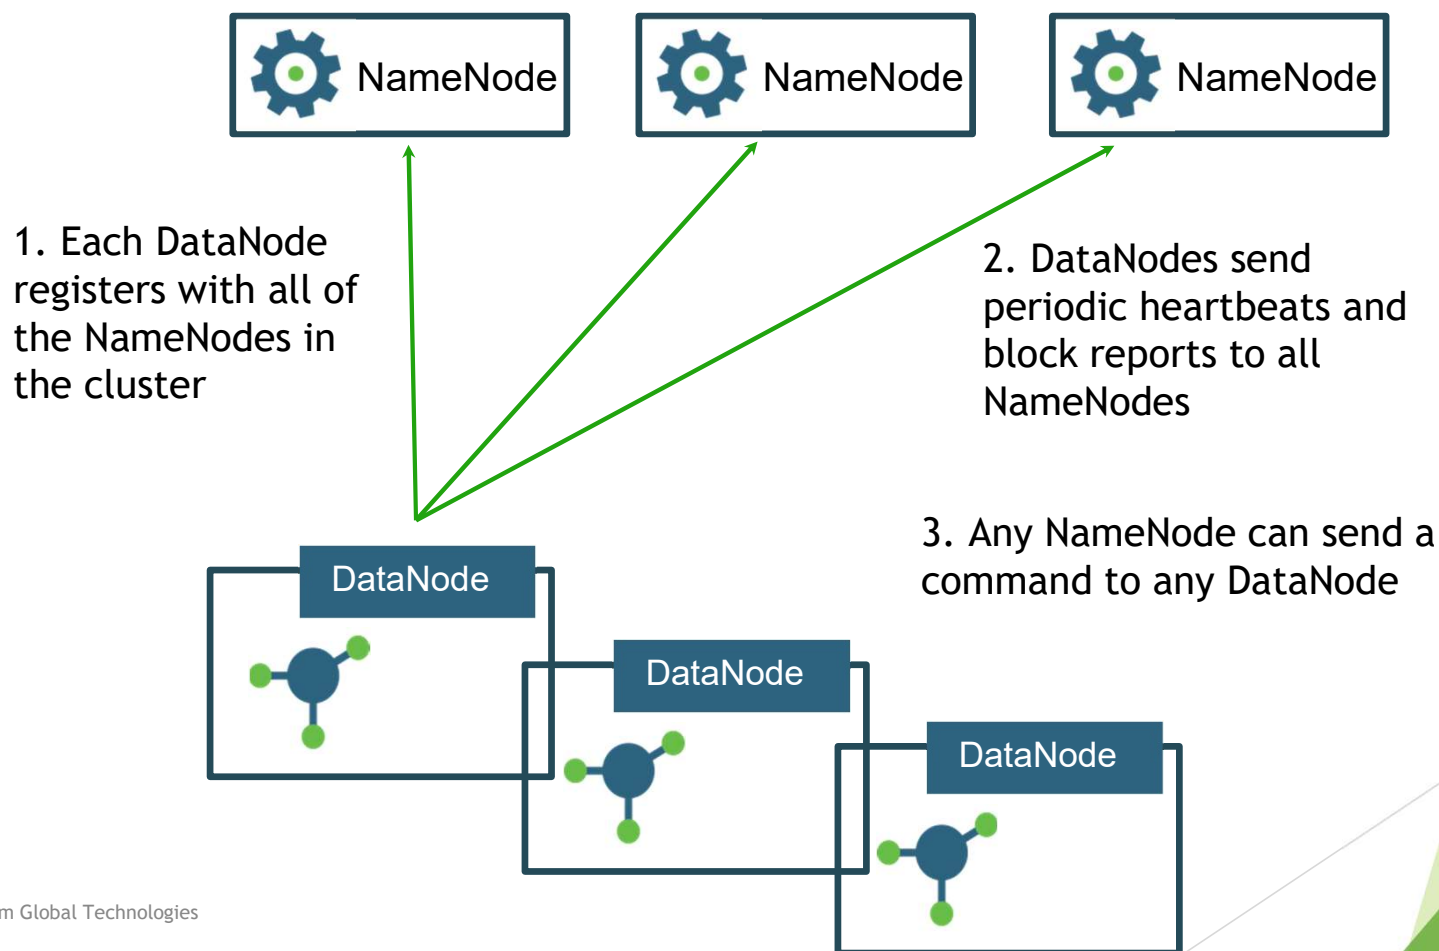 NameNode
NameNode
NameNode
1. Each DataNode
registers with all of
the NameNodes in
the cluster
2. DataNodes send
periodic heartbeats and
block reports to all
NameNodes
3. Any NameNode can send a
command to any DataNode
DataNode
DataNode
DataNode
m Global Technologies